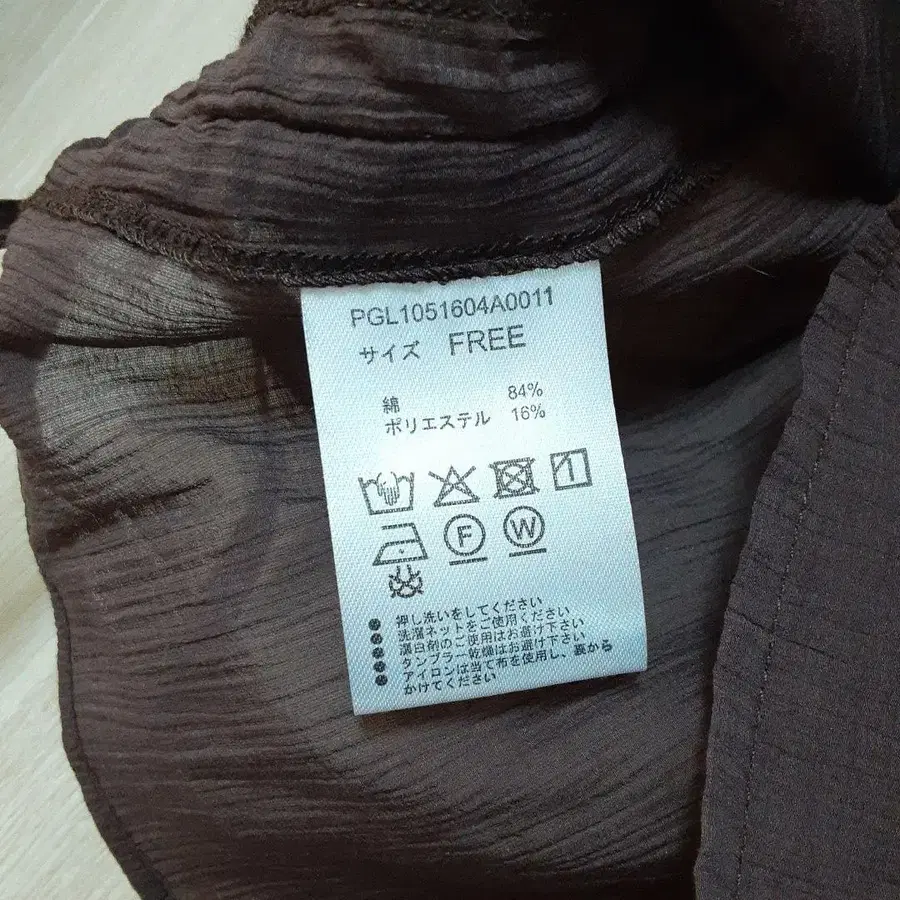 PGL1051604A0011
サイズ FREE
綿 84%
ポリエステル 16%
F W
● 押し洗いをしてください
● 洗濯ネットをご使用ください
● 漂白剤のご使用はお避け下さい
● タンブラー乾燥はお避け下さい
● アイロンは当て布を使用し、裏から
かけてください